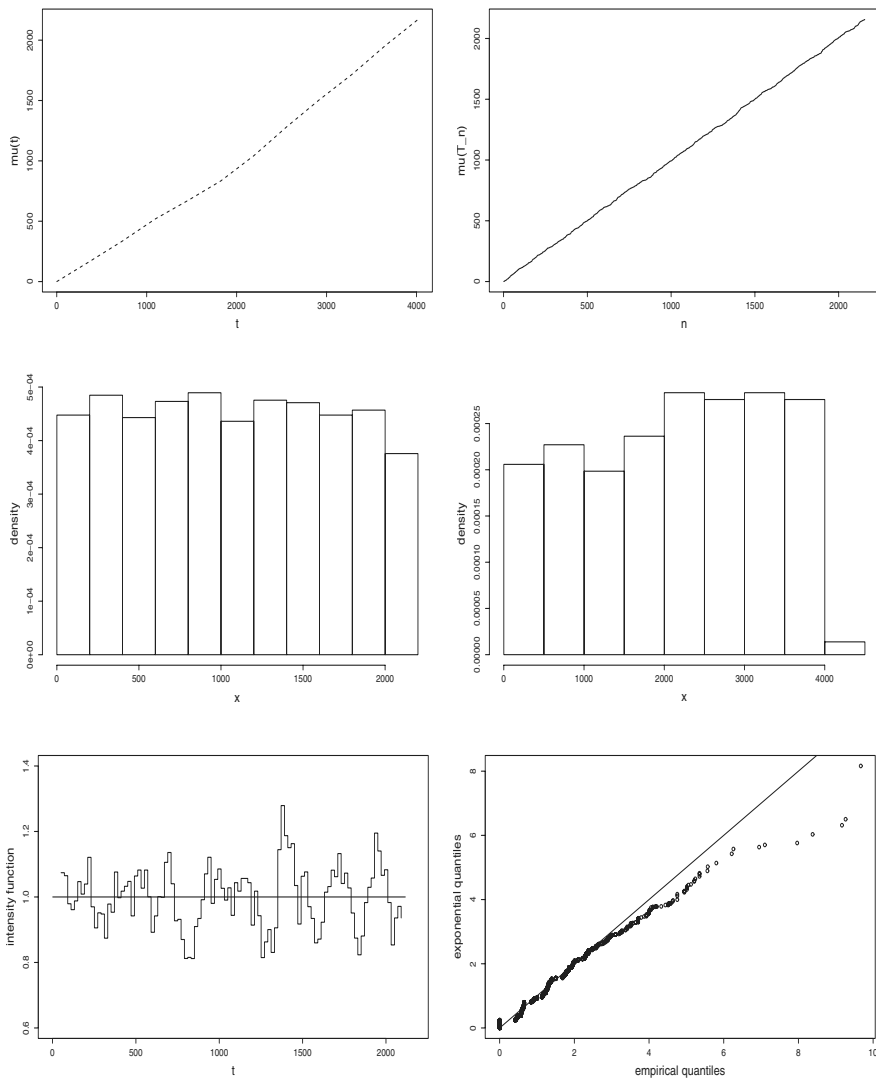 2000
1500
1000
500
0
mu(t)
0 1000 2000 3000 4000
t
2000
1500
1000
500
0
mu(T_n)
0 500 1000 1500 2000
n
5e-04
4e-04
3e-04
2e-04
1e-04
0e+00
density
0 500 1000 1500 2000
x
0.00025
0.00020
0.00015
0.00010
0.00005
0.00000
density
0 1000 2000 3000 4000
x
1.4
1.2
1.0
0.8
0.6
intensity function
0 500 1000 1500 2000
t
8
6
4
2
0
exponential quantiles
0 2 4 6 8 10
empirical quantiles